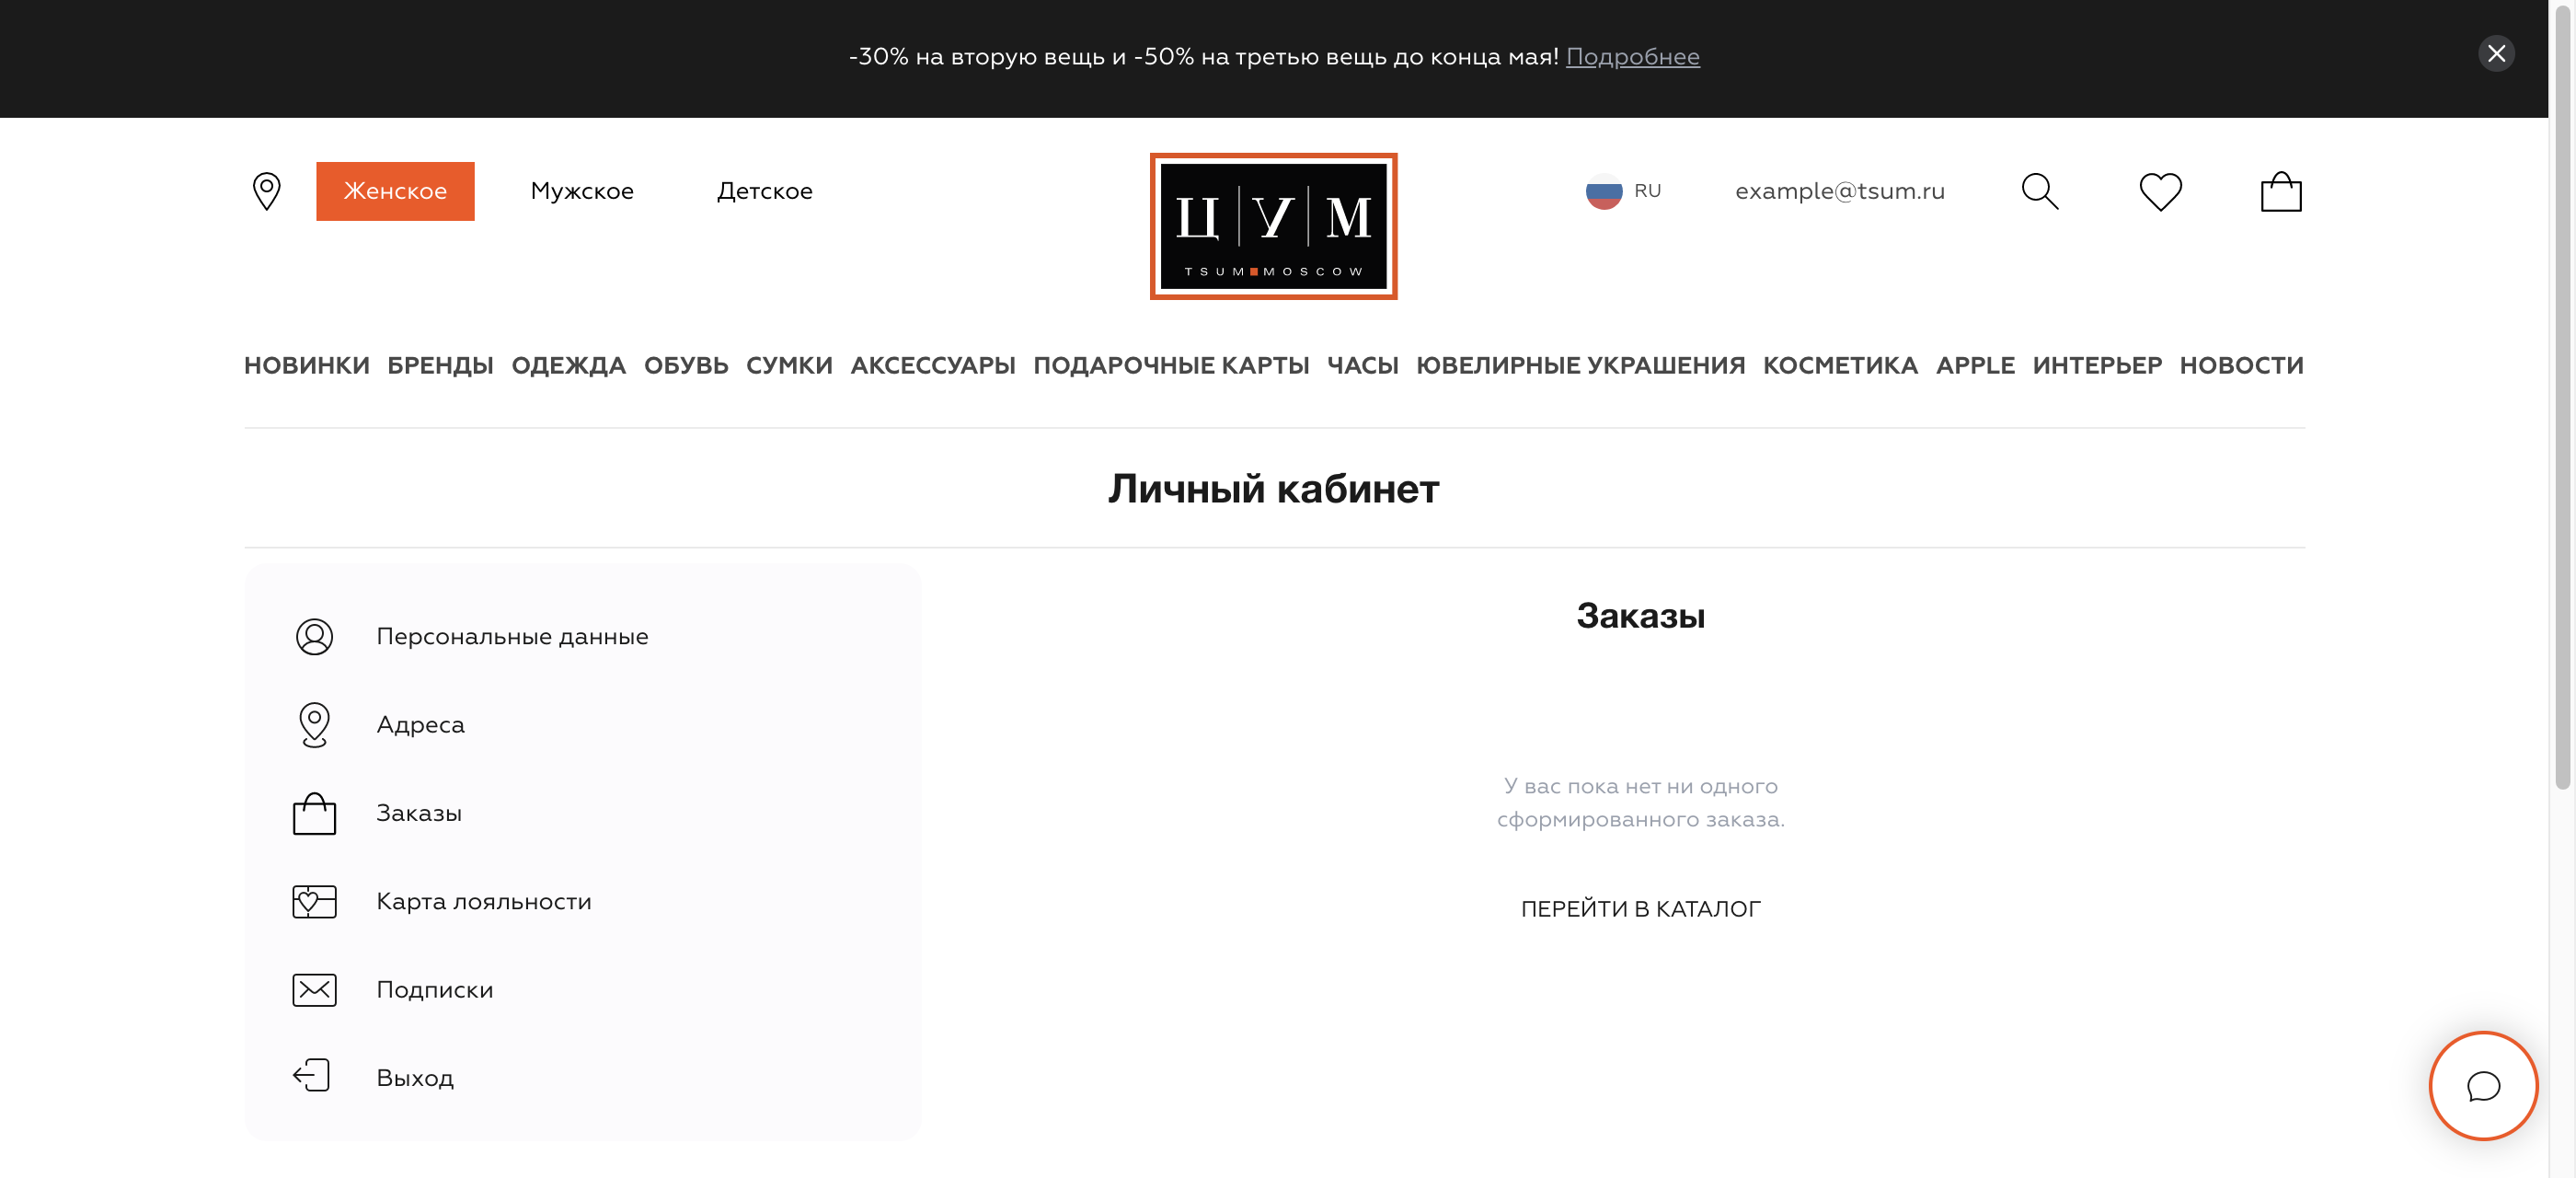 -30% на вторую вещь и -50% на третью вещь до конца мая! Подробнее
Женское Мужское Детское
ЦУМ
TSUM MOSCOW
RU example@tsum.ru
НОВИНКИ БРЕНДЫ ОДЕЖДА ОБУВЬ СУМКИ АКСЕССУАРЫ ПОДАРОЧНЫЕ КАРТЫ ЧАСЫ ЮВЕЛИРНЫЕ УКРАШЕНИЯ КОСМЕТИКА APPLE ИНТЕРЬЕР НОВОСТИ
Личный кабинет
Персональные данные
Адреса
Заказы
Карта лояльности
Подписки
Выход
Заказы
У вас пока нет ни одного
сформированного заказа.
ПЕРЕЙТИ В КАТАЛОГ